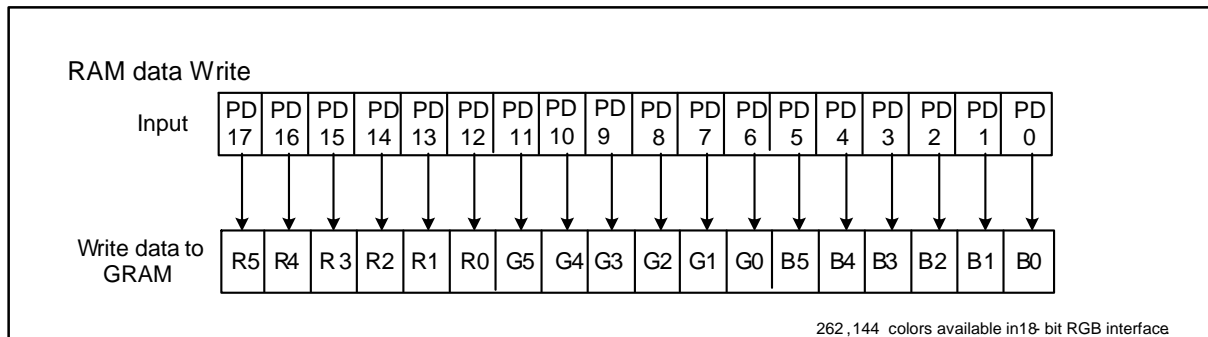 RAM data Write
Input
PD 17 PD 16 PD 15 PD 14 PD 13 PD 12 PD 11 PD 10 PD 9 PD 8 PD 7 PD 6 PD 5 PD 4 PD 3 PD 2 PD 1 PD 0
Write data to
GRAM
R5 R4 R3 R2 R1 R0 G5 G4 G3 G2 G1 G0 B5 B4 B3 B2 B1 B0
262,144 colors available in18-bit RGB interface.